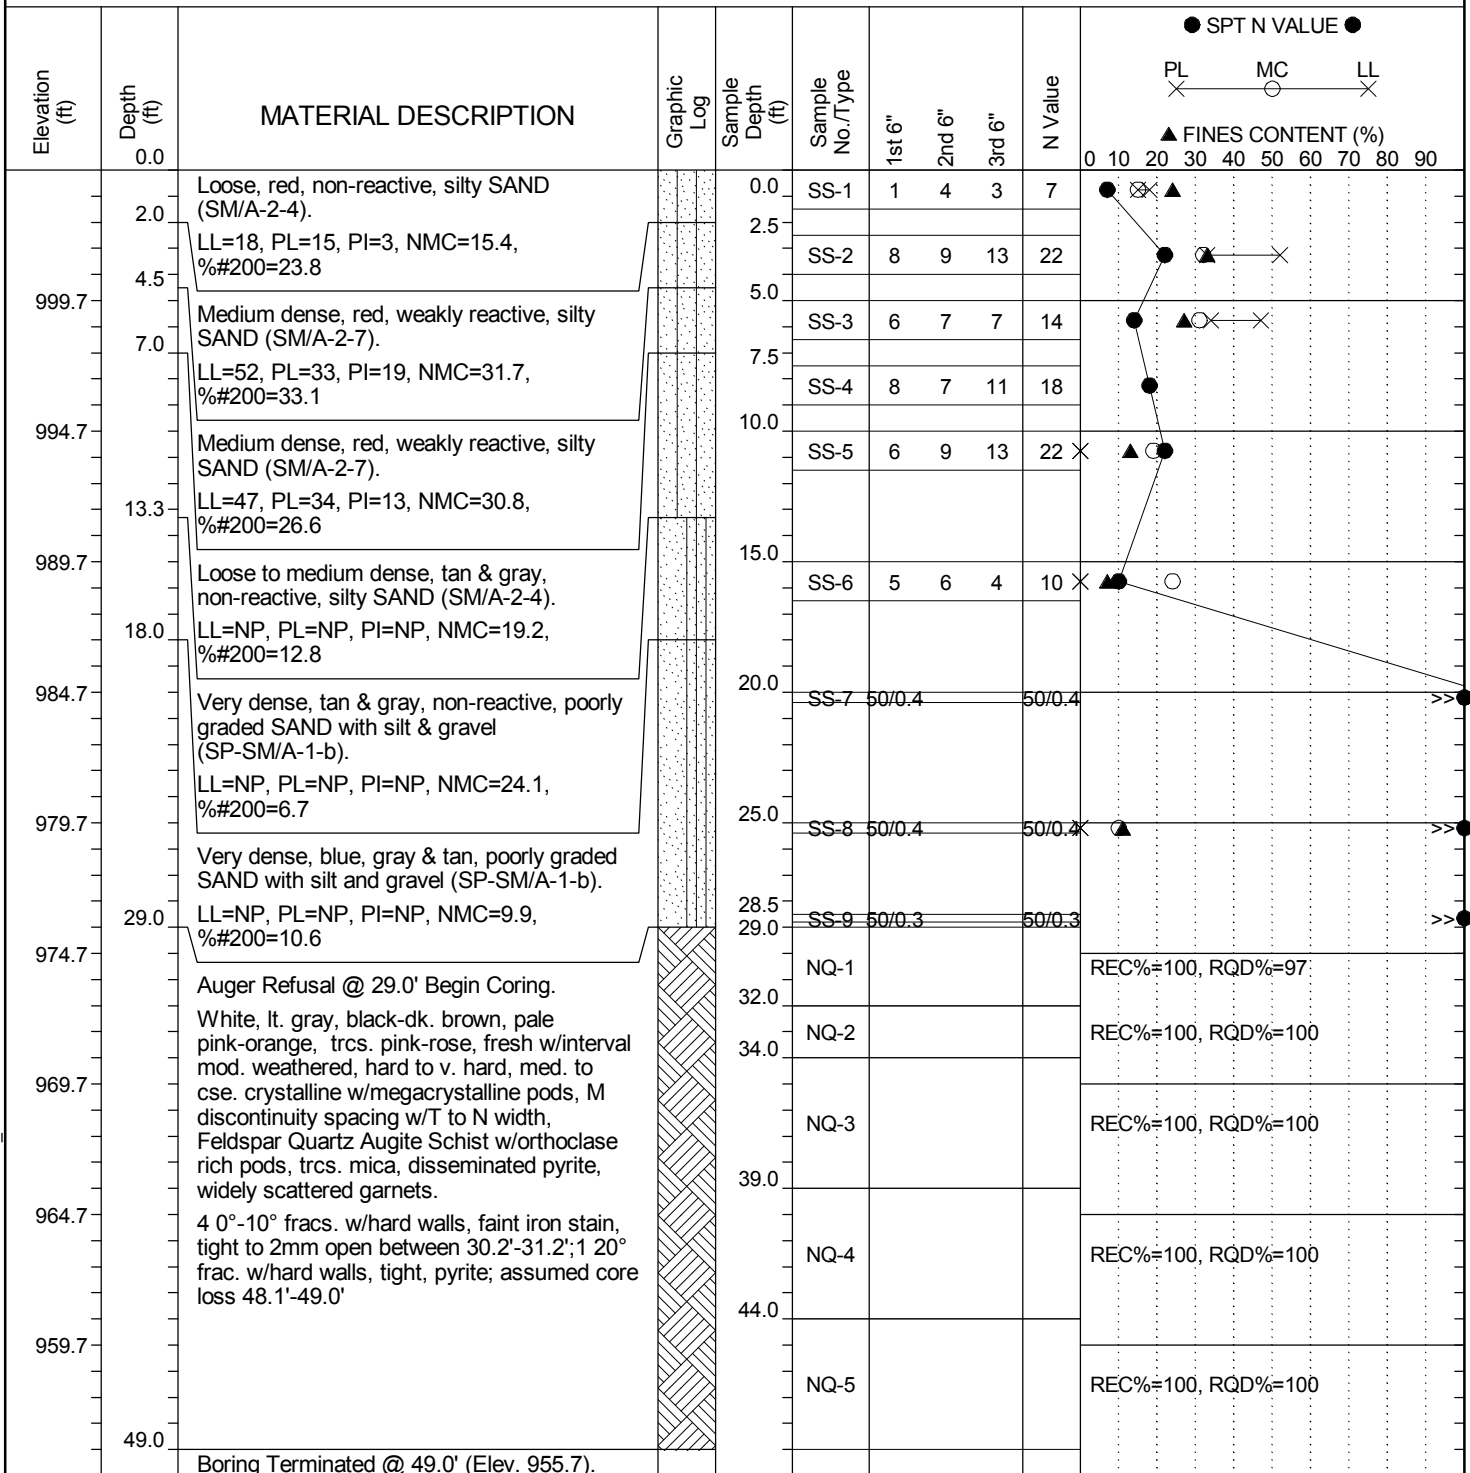 ● SPT N VALUE ●
PL MC LL
▲ FINES CONTENT (%)
0 10 20 30 40 50 60 70 80 90
Elevation (ft)
Depth (ft)
0.0
MATERIAL DESCRIPTION
Graphic Log
Sample Depth (ft)
Sample No./Type
1st 6"
2nd 6"
3rd 6"
N Value
Loose, red, non-reactive, silty SAND
(SM/A-2-4).
LL=18, PL=15, PI=3, NMC=15.4,
%#200=23.8
Medium dense, red, weakly reactive, silty
SAND (SM/A-2-7).
LL=52, PL=33, PI=19, NMC=31.7,
%#200=33.1
Medium dense, red, weakly reactive, silty
SAND (SM/A-2-7).
LL=47, PL=34, PI=13, NMC=30.8,
%#200=26.6
Loose to medium dense, tan & gray,
non-reactive, silty SAND (SM/A-2-4).
LL=NP, PL=NP, PI=NP, NMC=19.2,
%#200=12.8
Very dense, tan & gray, non-reactive, poorly
graded SAND with silt & gravel
(SP-SM/A-1-b).
LL=NP, PL=NP, PI=NP, NMC=24.1,
%#200=6.7
Very dense, blue, gray & tan, poorly graded
SAND with silt and gravel (SP-SM/A-1-b).
LL=NP, PL=NP, PI=NP, NMC=9.9,
%#200=10.6
Auger Refusal @ 29.0' Begin Coring.
White, lt. gray, black-dk. brown, pale
pink-orange, trcs. pink-rose, fresh w/interval
mod. weathered, hard to v. hard, med. to
cse. crystalline w/megacrystalline pods, M
discontinuity spacing w/T to N width,
Feldspar Quartz Augite Schist w/orthoclase
rich pods, trcs. mica, disseminated pyrite,
widely scattered garnets.
4 0°-10° fracs. w/hard walls, faint iron stain,
tight to 2mm open between 30.2'-31.2';1 20°
frac. w/hard walls, tight, pyrite; assumed core
loss 48.1'-49.0'
Boring Terminated @ 49.0' (Elev. 955.7).
999.7
994.7
989.7
984.7
979.7
974.7
969.7
964.7
959.7
2.0
4.5
7.0
13.3
18.0
29.0
49.0
0.0
2.5
5.0
7.5
10.0
15.0
20.0
25.0
28.5
29.0
32.0
34.0
39.0
44.0
SS-1 1 4 3 7
SS-2 8 9 13 22
SS-3 6 7 7 14
SS-4 8 7 11 18
SS-5 6 9 13 22
SS-6 5 6 4 10
SS-7 50/0.4 50/0.4 >>
SS-8 50/0.4 50/0.4 >>
SS-9 50/0.3 50/0.3 >>
NQ-1 REC%=100, RQD%=97
NQ-2 REC%=100, RQD%=100
NQ-3 REC%=100, RQD%=100
NQ-4 REC%=100, RQD%=100
NQ-5 REC%=100, RQD%=100